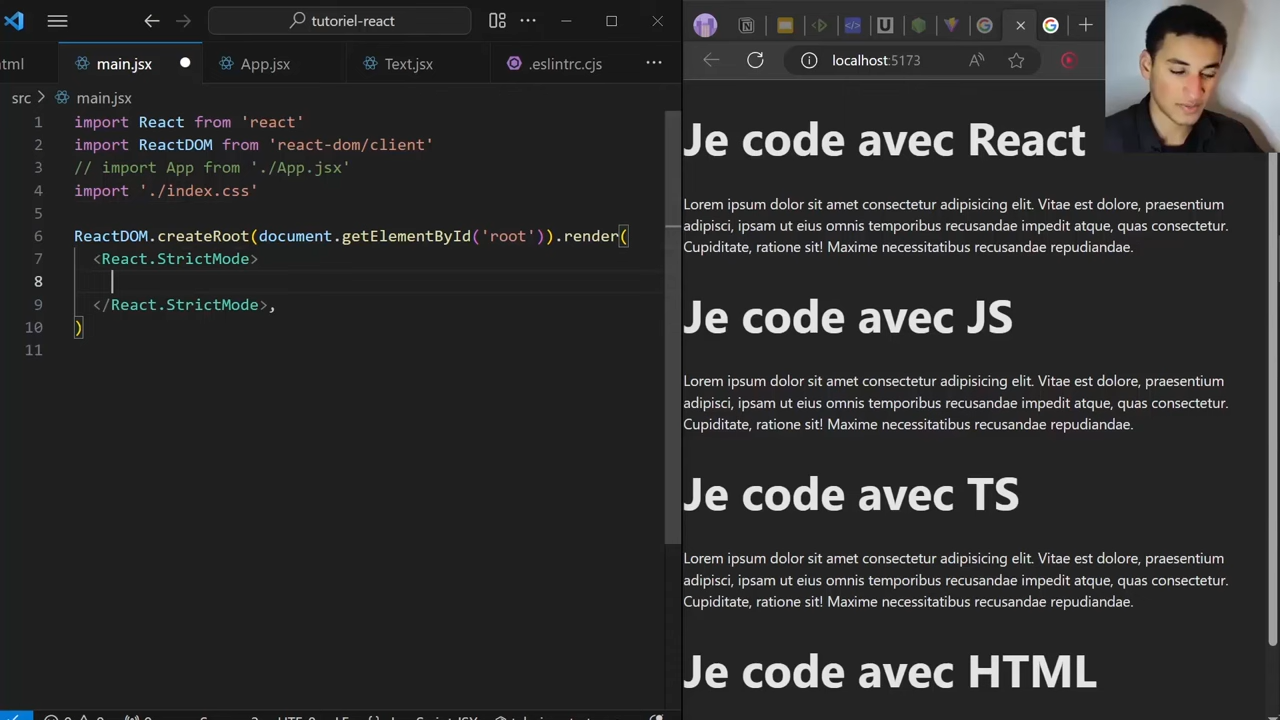 tutoriel-react
html
main.jsx
App.jsx
Text.jsx
.eslintrc.cjs
src
main.jsx
1 import React from 'react'
2 import ReactDOM from 'react-dom/client'
3 // import App from './App.jsx'
4 import './index.css'
5
6 ReactDOM.createRoot(document.getElementById('root')).render(
7 <React.StrictMode>
8
9 </React.StrictMode>,
10 )
11
localhost:5173
Je code avec React
Lorem ipsum dolor sit amet consectetur adipisicing elit. Vitae est dolore, praesentium
adipisci, ipsam ut eius omnis temporibus recusandae impedit atque, quas consectetur.
Cupiditate, ratione sit! Maxime necessitatibus recusandae repudiandae.
Je code avec JS
Lorem ipsum dolor sit amet consectetur adipisicing elit. Vitae est dolore, praesentium
adipisci, ipsam ut eius omnis temporibus recusandae impedit atque, quas consectetur.
Cupiditate, ratione sit! Maxime necessitatibus recusandae repudiandae.
Je code avec TS
Lorem ipsum dolor sit amet consectetur adipisicing elit. Vitae est dolore, praesentium
adipisci, ipsam ut eius omnis temporibus recusandae impedit atque, quas consectetur.
Cupiditate, ratione sit! Maxime necessitatibus recusandae repudiandae.
Je code avec HTML